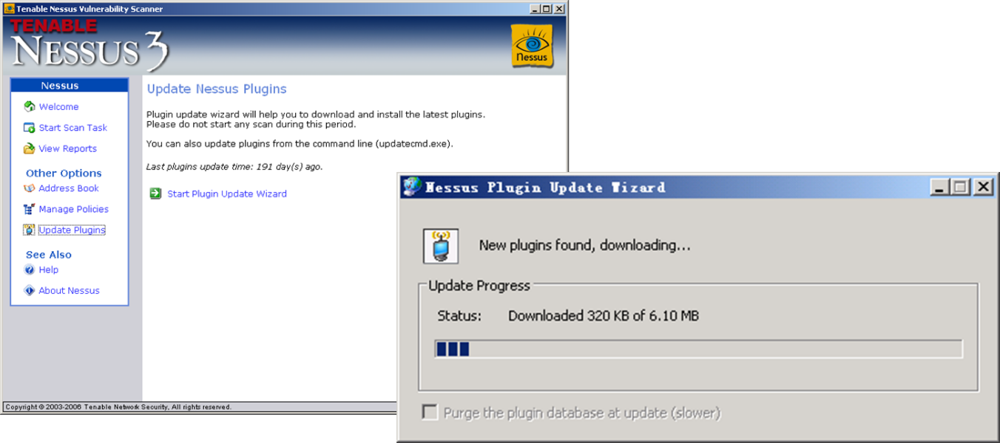 Tenable Nessus Vulnerability Scanner
TENABLE
NESSUS 3
Nessus
Nessus
Welcome
Start Scan Task
View Reports
Other Options
Address Book
Manage Policies
Update Plugins
See Also
Help
About Nessus
Update Nessus Plugins
Plugin update wizard will help you to download and install the latest plugins.
Please do not start any scan during this period.
You can also update plugins from the command line (updatecmd.exe).
Last plugins update time: 191 day(s) ago.
Start Plugin Update Wizard
Copyright © 2003-2006 Tenable Network Security, All rights reserved.
Nessus Plugin Update Wizard
New plugins found, downloading...
Update Progress
Status: Downloaded 320 KB of 6.10 MB
Purge the plugin database at update (slower)